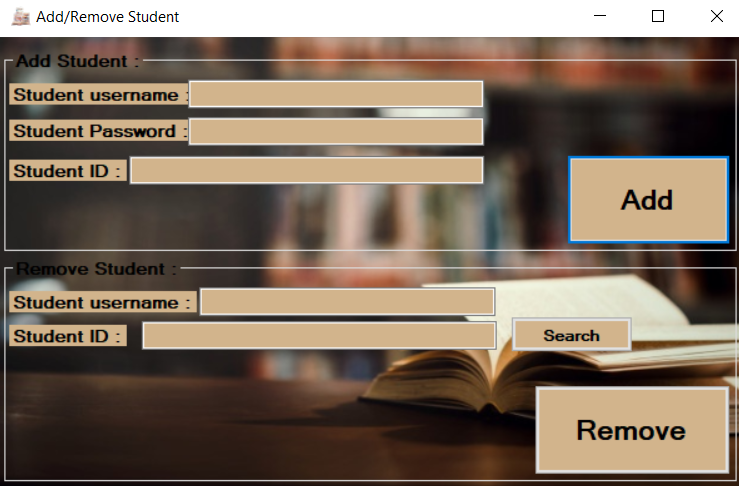 Add/Remove Student
Add Student :
Student username :
Student Password :
Student ID :
Add
Remove Student :
Student username :
Student ID :
Search
Remove